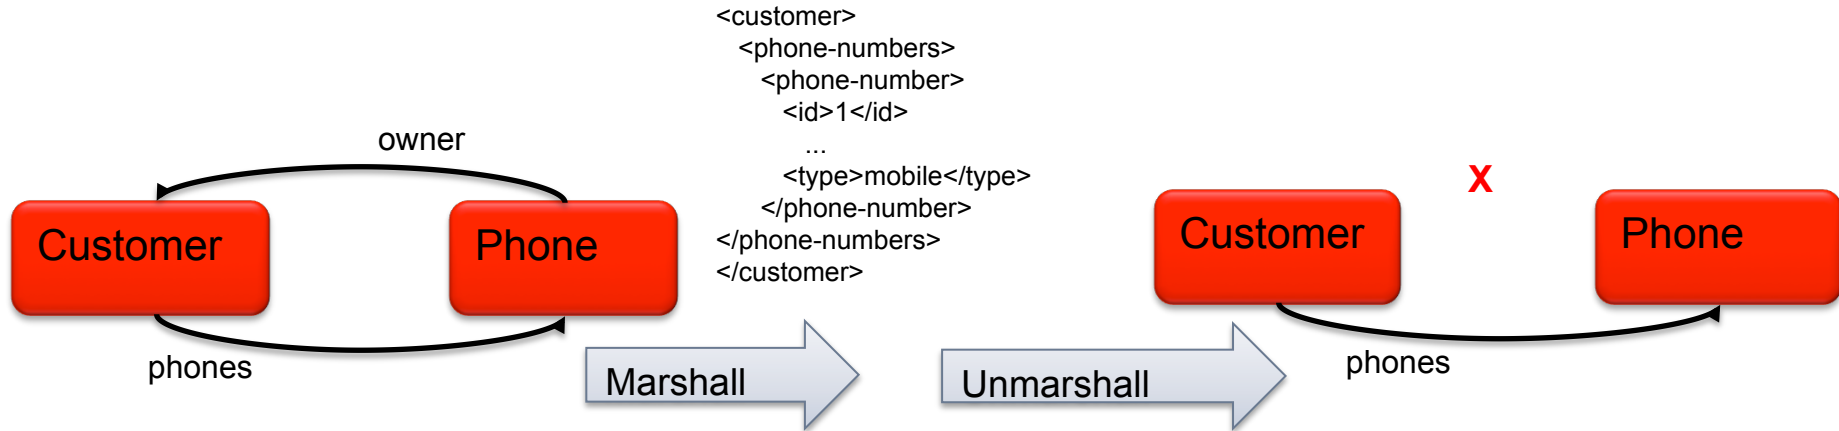 <customer>
<phone-numbers>
<phone-number>
<id>1</id>
...
<type>mobile</type>
</phone-number>
</phone-numbers>
</customer>
owner
Customer
Phone
phones
Marshall
Unmarshall
X
Customer
Phone
phones